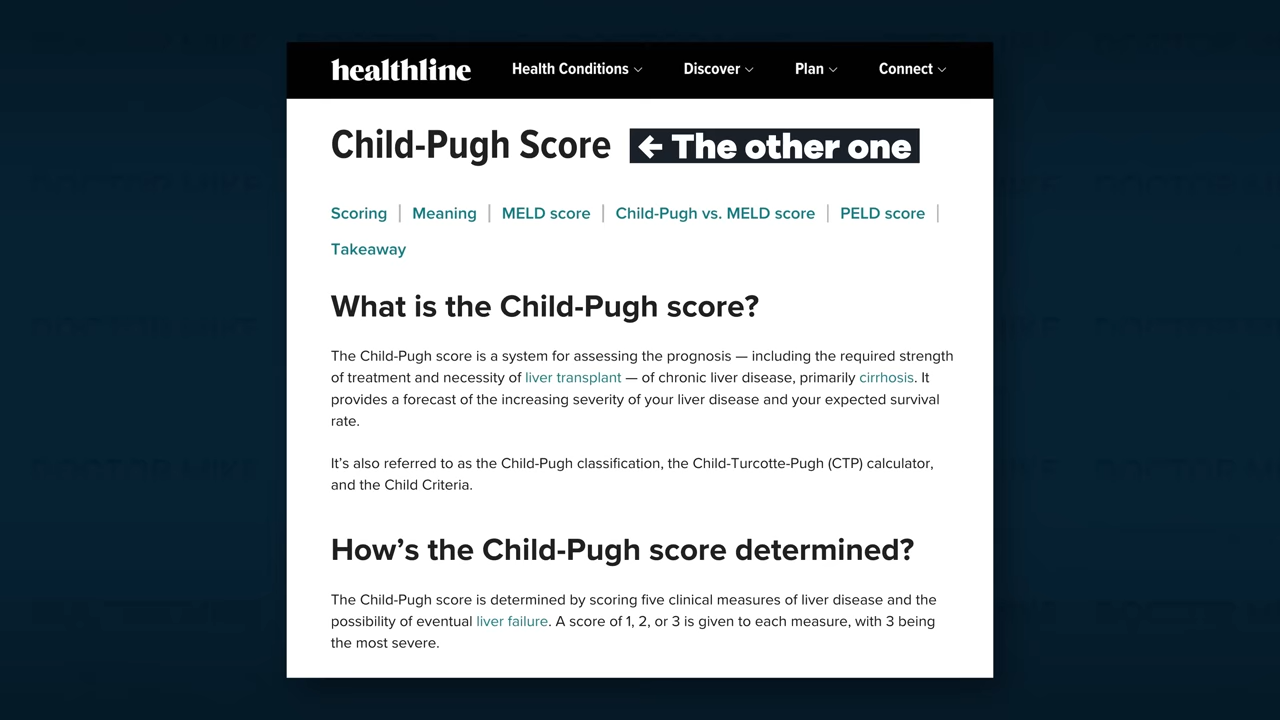 healthline Health Conditions Discover Plan Connect
Child-Pugh Score ← The other one
Scoring | Meaning | MELD score | Child-Pugh vs. MELD score | PELD score |
Takeaway
What is the Child-Pugh score?
The Child-Pugh score is a system for assessing the prognosis — including the required strength
of treatment and necessity of liver transplant — of chronic liver disease, primarily cirrhosis. It
provides a forecast of the increasing severity of your liver disease and your expected survival
rate.
It's also referred to as the Child-Pugh classification, the Child-Turcotte-Pugh (CTP) calculator,
and the Child Criteria.
How's the Child-Pugh score determined?
The Child-Pugh score is determined by scoring five clinical measures of liver disease and the
possibility of eventual liver failure. A score of 1, 2, or 3 is given to each measure, with 3 being
the most severe.